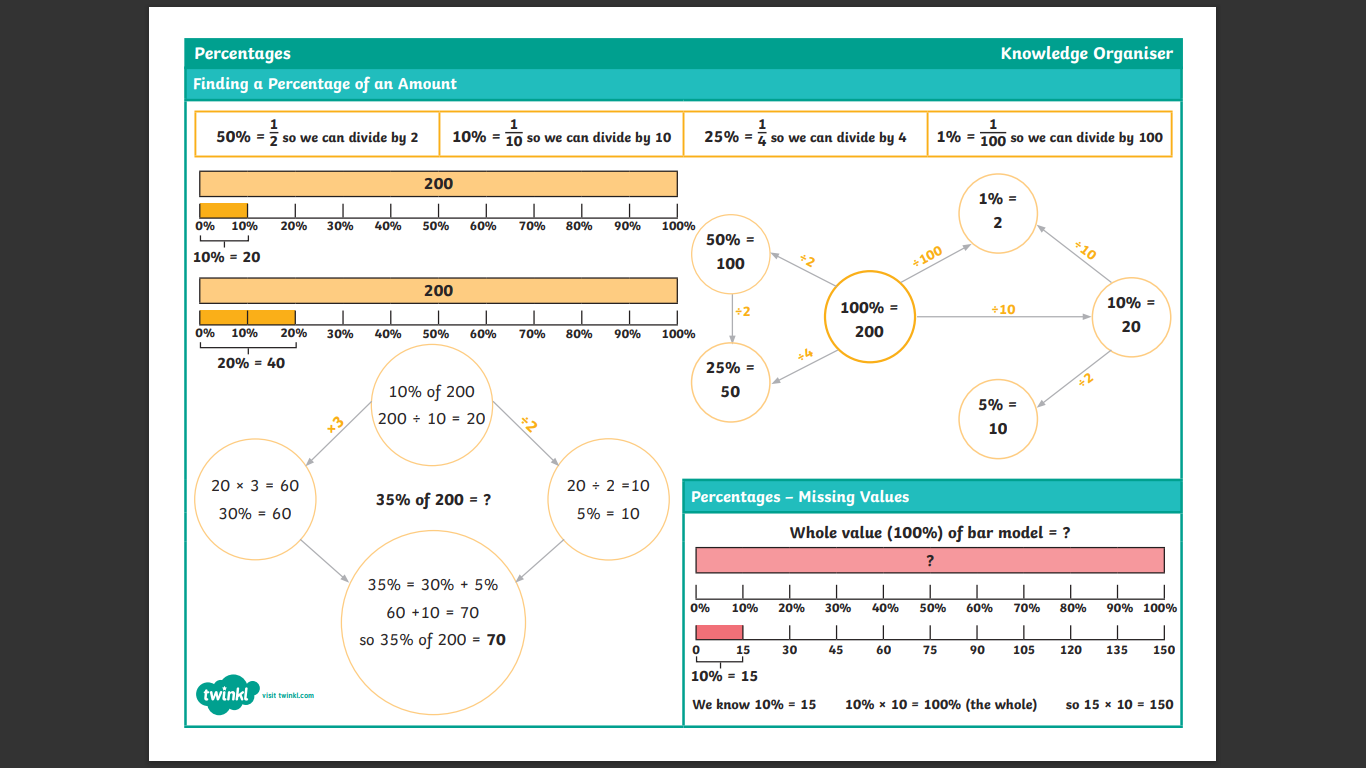 Percentages
Knowledge Organiser
Finding a Percentage of an Amount
50% = 1/2 so we can divide by 2
10% = 1/10 so we can divide by 10
25% = 1/4 so we can divide by 4
1% = 1/100 so we can divide by 100
200
0% 10% 20% 30% 40% 50% 60% 70% 80% 90% 100%
10% = 20
200
0% 10% 20% 30% 40% 50% 60% 70% 80% 90% 100%
20% = 40
50% =
100
÷2
÷2
25% =
50
÷4
100% =
200
÷100
1% =
2
÷10
÷10
10% =
20
÷2
5% =
10
10% of 200
200 ÷ 10 = 20
×3
÷2
20 × 3 = 60
30% = 60
35% of 200 = ?
20 ÷ 2 =10
5% = 10
35% = 30% + 5%
60 +10 = 70
so 35% of 200 = 70
twinkl
visit twinkl.com
Percentages – Missing Values
Whole value (100%) of bar model = ?
?
0% 10% 20% 30% 40% 50% 60% 70% 80% 90% 100%
0 15 30 45 60 75 90 105 120 135 150
10% = 15
We know 10% = 15 10% × 10 = 100% (the whole) so 15 × 10 = 150